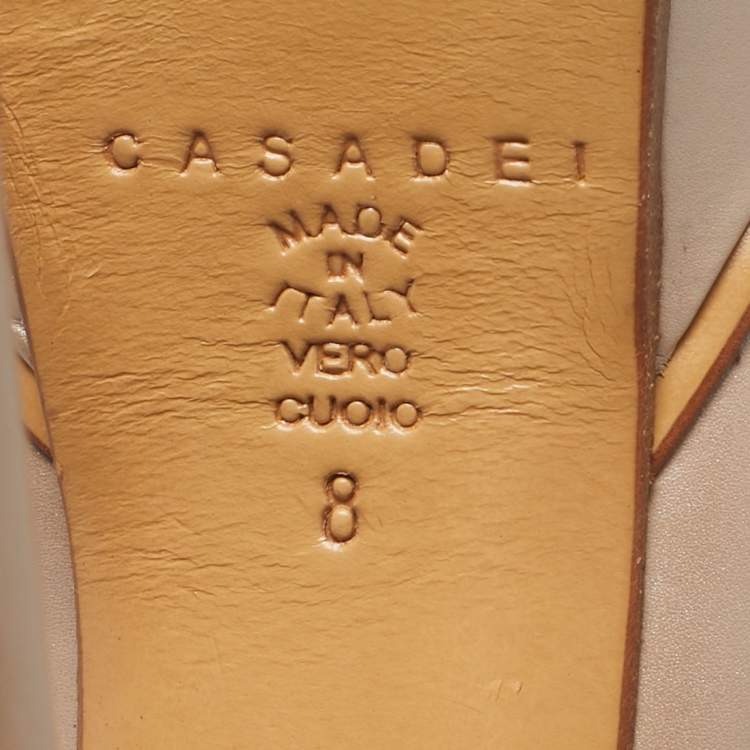 CASADEI
MADE
IN
ITALY
VERO
CUOIO
8